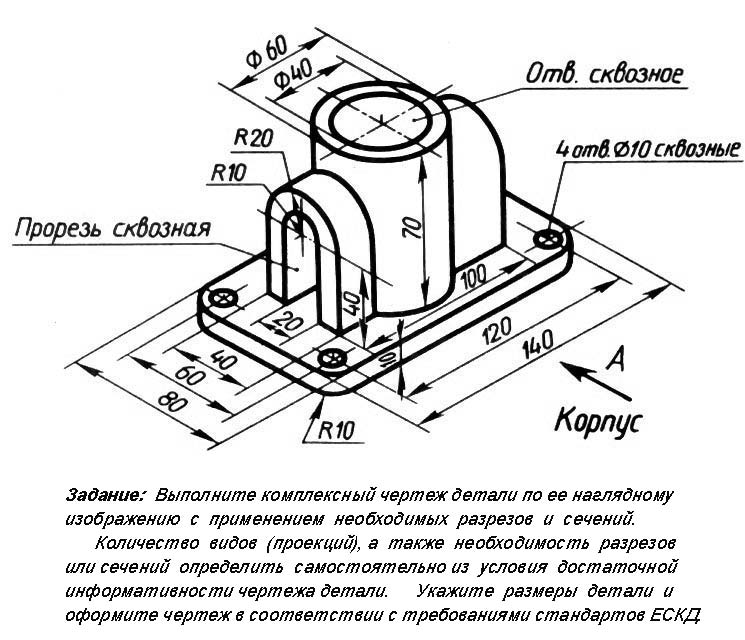 Ф60
Ф40
Отв. сквозное
R20
R10
4 отв. Ф10 сквозные
Прорезь сквозная
70
100
40
20
10
120
40
140
60
А
80
Корпус
R10
Задание: Выполните комплексный чертеж детали по ее наглядному
изображению с применением необходимых разрезов и сечений.
Количество видов (проекций), а также необходимость разрезов
или сечений определить самостоятельно из условия достаточной
информативности чертежа детали. Укажите размеры детали и
оформите чертеж в соответствии с требованиями стандартов ЕСКД